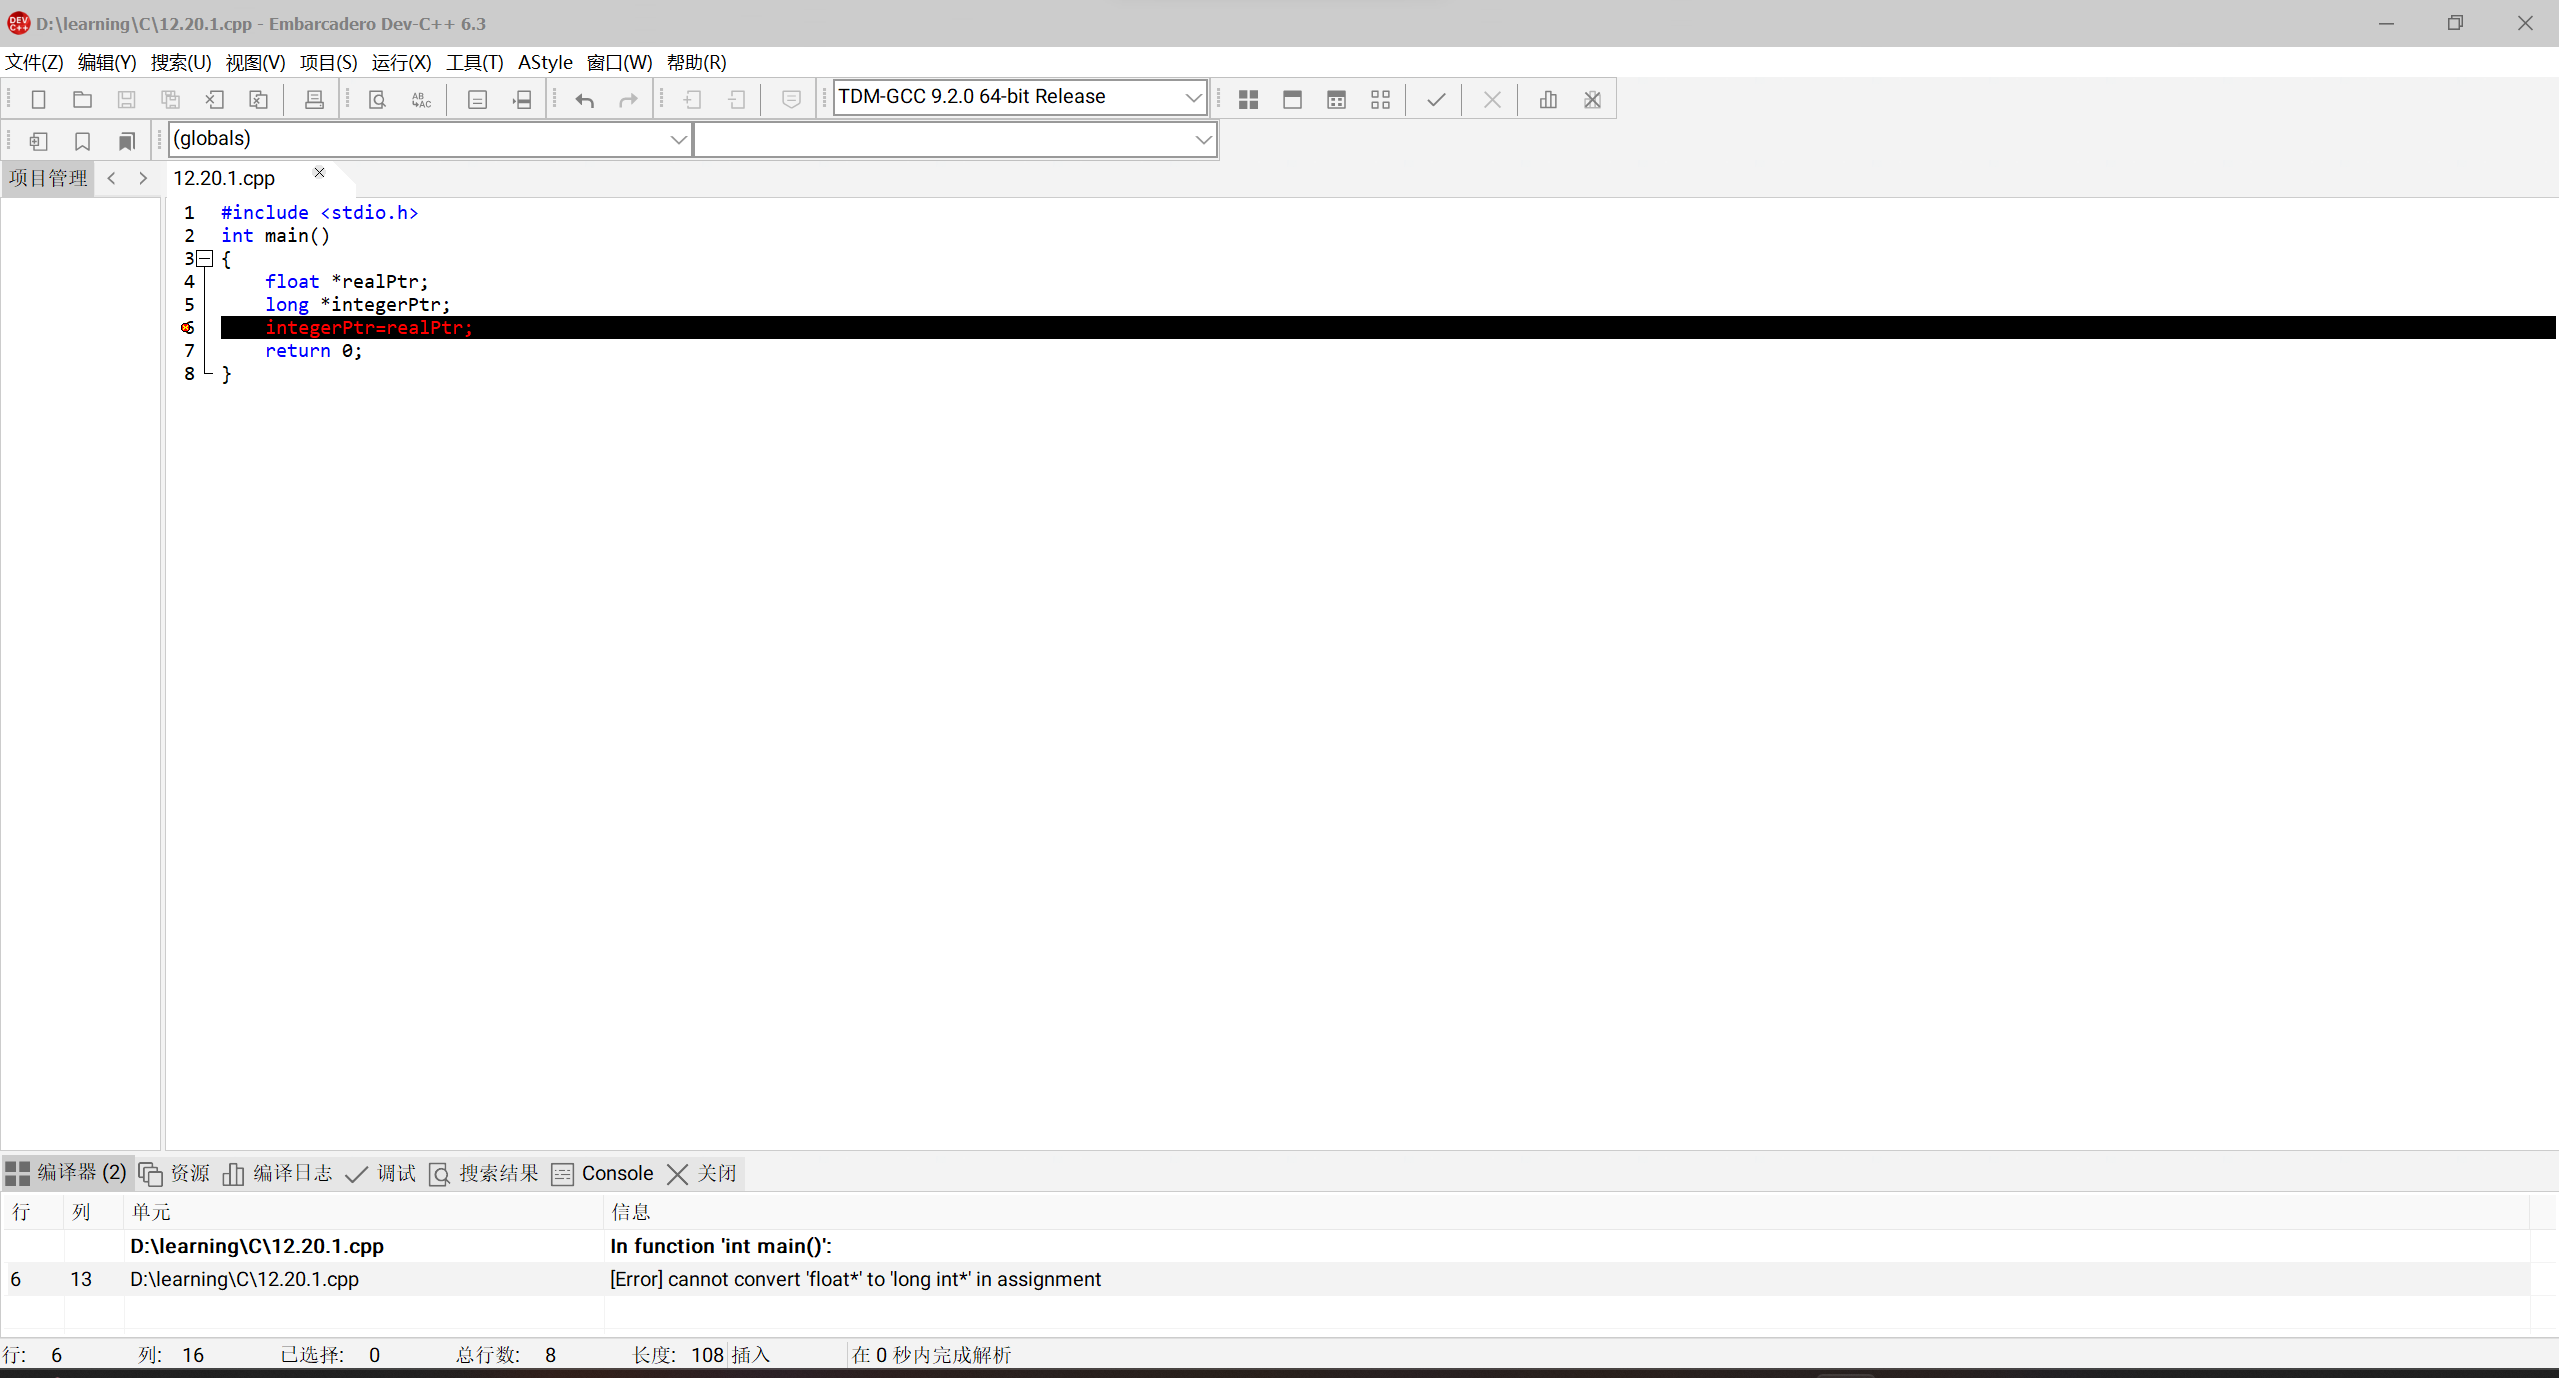 D:\learning\C\12.20.1.cpp - Embarcadero Dev-C++ 6.3
文件(Z) 编辑(Y) 搜索(U) 视图(V) 项目(S) 运行(X) 工具(T) AStyle 窗口(W) 帮助(R)
TDM-GCC 9.2.0 64-bit Release
(globals)
项目管理 12.20.1.cpp
1 #include <stdio.h>
2 int main()
3 {
4 float *realPtr;
5 long *integerPtr;
6 integerPtr=realPtr;
7 return 0;
8 }
编译器 (2) 资源 编译日志 调试 搜索结果 Console 关闭
行 列 单元 信息
D:\learning\C\12.20.1.cpp In function 'int main()':
6 13 D:\learning\C\12.20.1.cpp [Error] cannot convert 'float*' to 'long int*' in assignment
行: 6 列: 16 已选择: 0 总行数: 8 长度: 108 插入 在 0 秒内完成解析